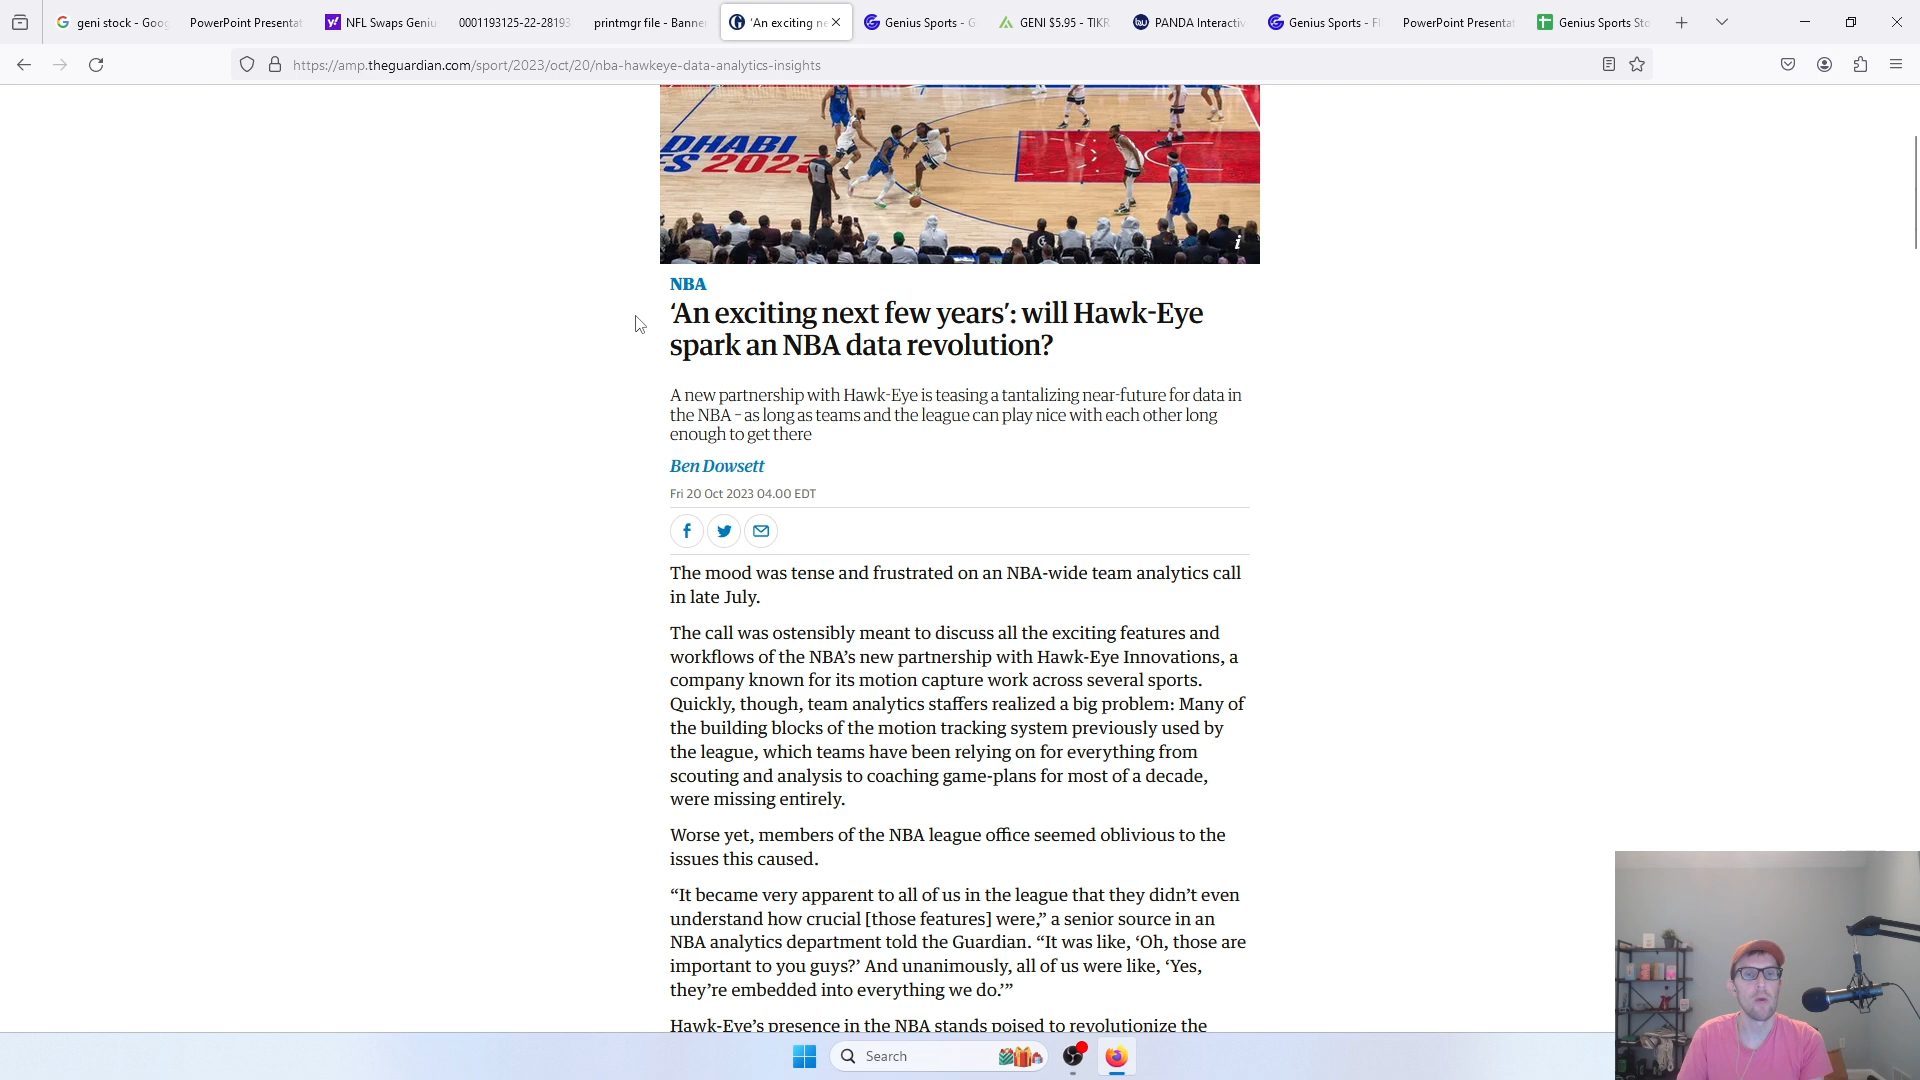 geni stock - Goog
PowerPoint Presentat
NFL Swaps Geniu
0001193125-22-28193
printmgr file - Banner
'An exciting ne
Genius Sports - G
GENI $5.95 - TIKR
PANDA Interactiv
Genius Sports - Fi
PowerPoint Presentat
Genius Sports Sto
https://amp.theguardian.com/sport/2023/oct/20/nba-hawkeye-data-analytics-insights
DHABI
ES 2023
NBA
‘An exciting next few years’: will Hawk-Eye
spark an NBA data revolution?
A new partnership with Hawk-Eye is teasing a tantalizing near-future for data in
the NBA – as long as teams and the league can play nice with each other long
enough to get there
Ben Dowsett
Fri 20 Oct 2023 04.00 EDT
The mood was tense and frustrated on an NBA-wide team analytics call
in late July.
The call was ostensibly meant to discuss all the exciting features and
workflows of the NBA’s new partnership with Hawk-Eye Innovations, a
company known for its motion capture work across several sports.
Quickly, though, team analytics staffers realized a big problem: Many of
the building blocks of the motion tracking system previously used by
the league, which teams have been relying on for everything from
scouting and analysis to coaching game-plans for most of a decade,
were missing entirely.
Worse yet, members of the NBA league office seemed oblivious to the
issues this caused.
“It became very apparent to all of us in the league that they didn’t even
understand how crucial [those features] were,” a senior source in an
NBA analytics department told the Guardian. “It was like, ‘Oh, those are
important to you guys?’ And unanimously, all of us were like, ‘Yes,
they’re embedded into everything we do.’”
Hawk-Eye’s presence in the NBA stands poised to revolutionize the
Search